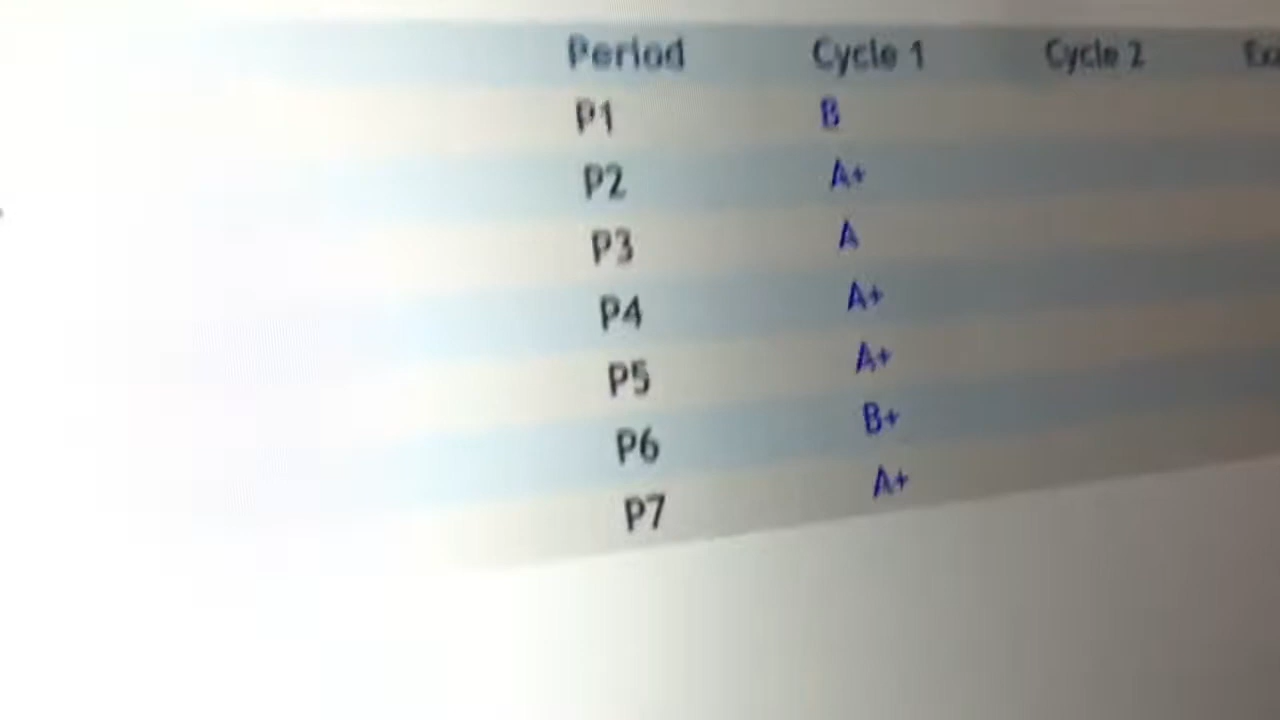 Period Cycle 1 Cycle 2
P1 B
P2 A+
P3 A
P4 A+
P5 A+
P6 B+
P7 A+